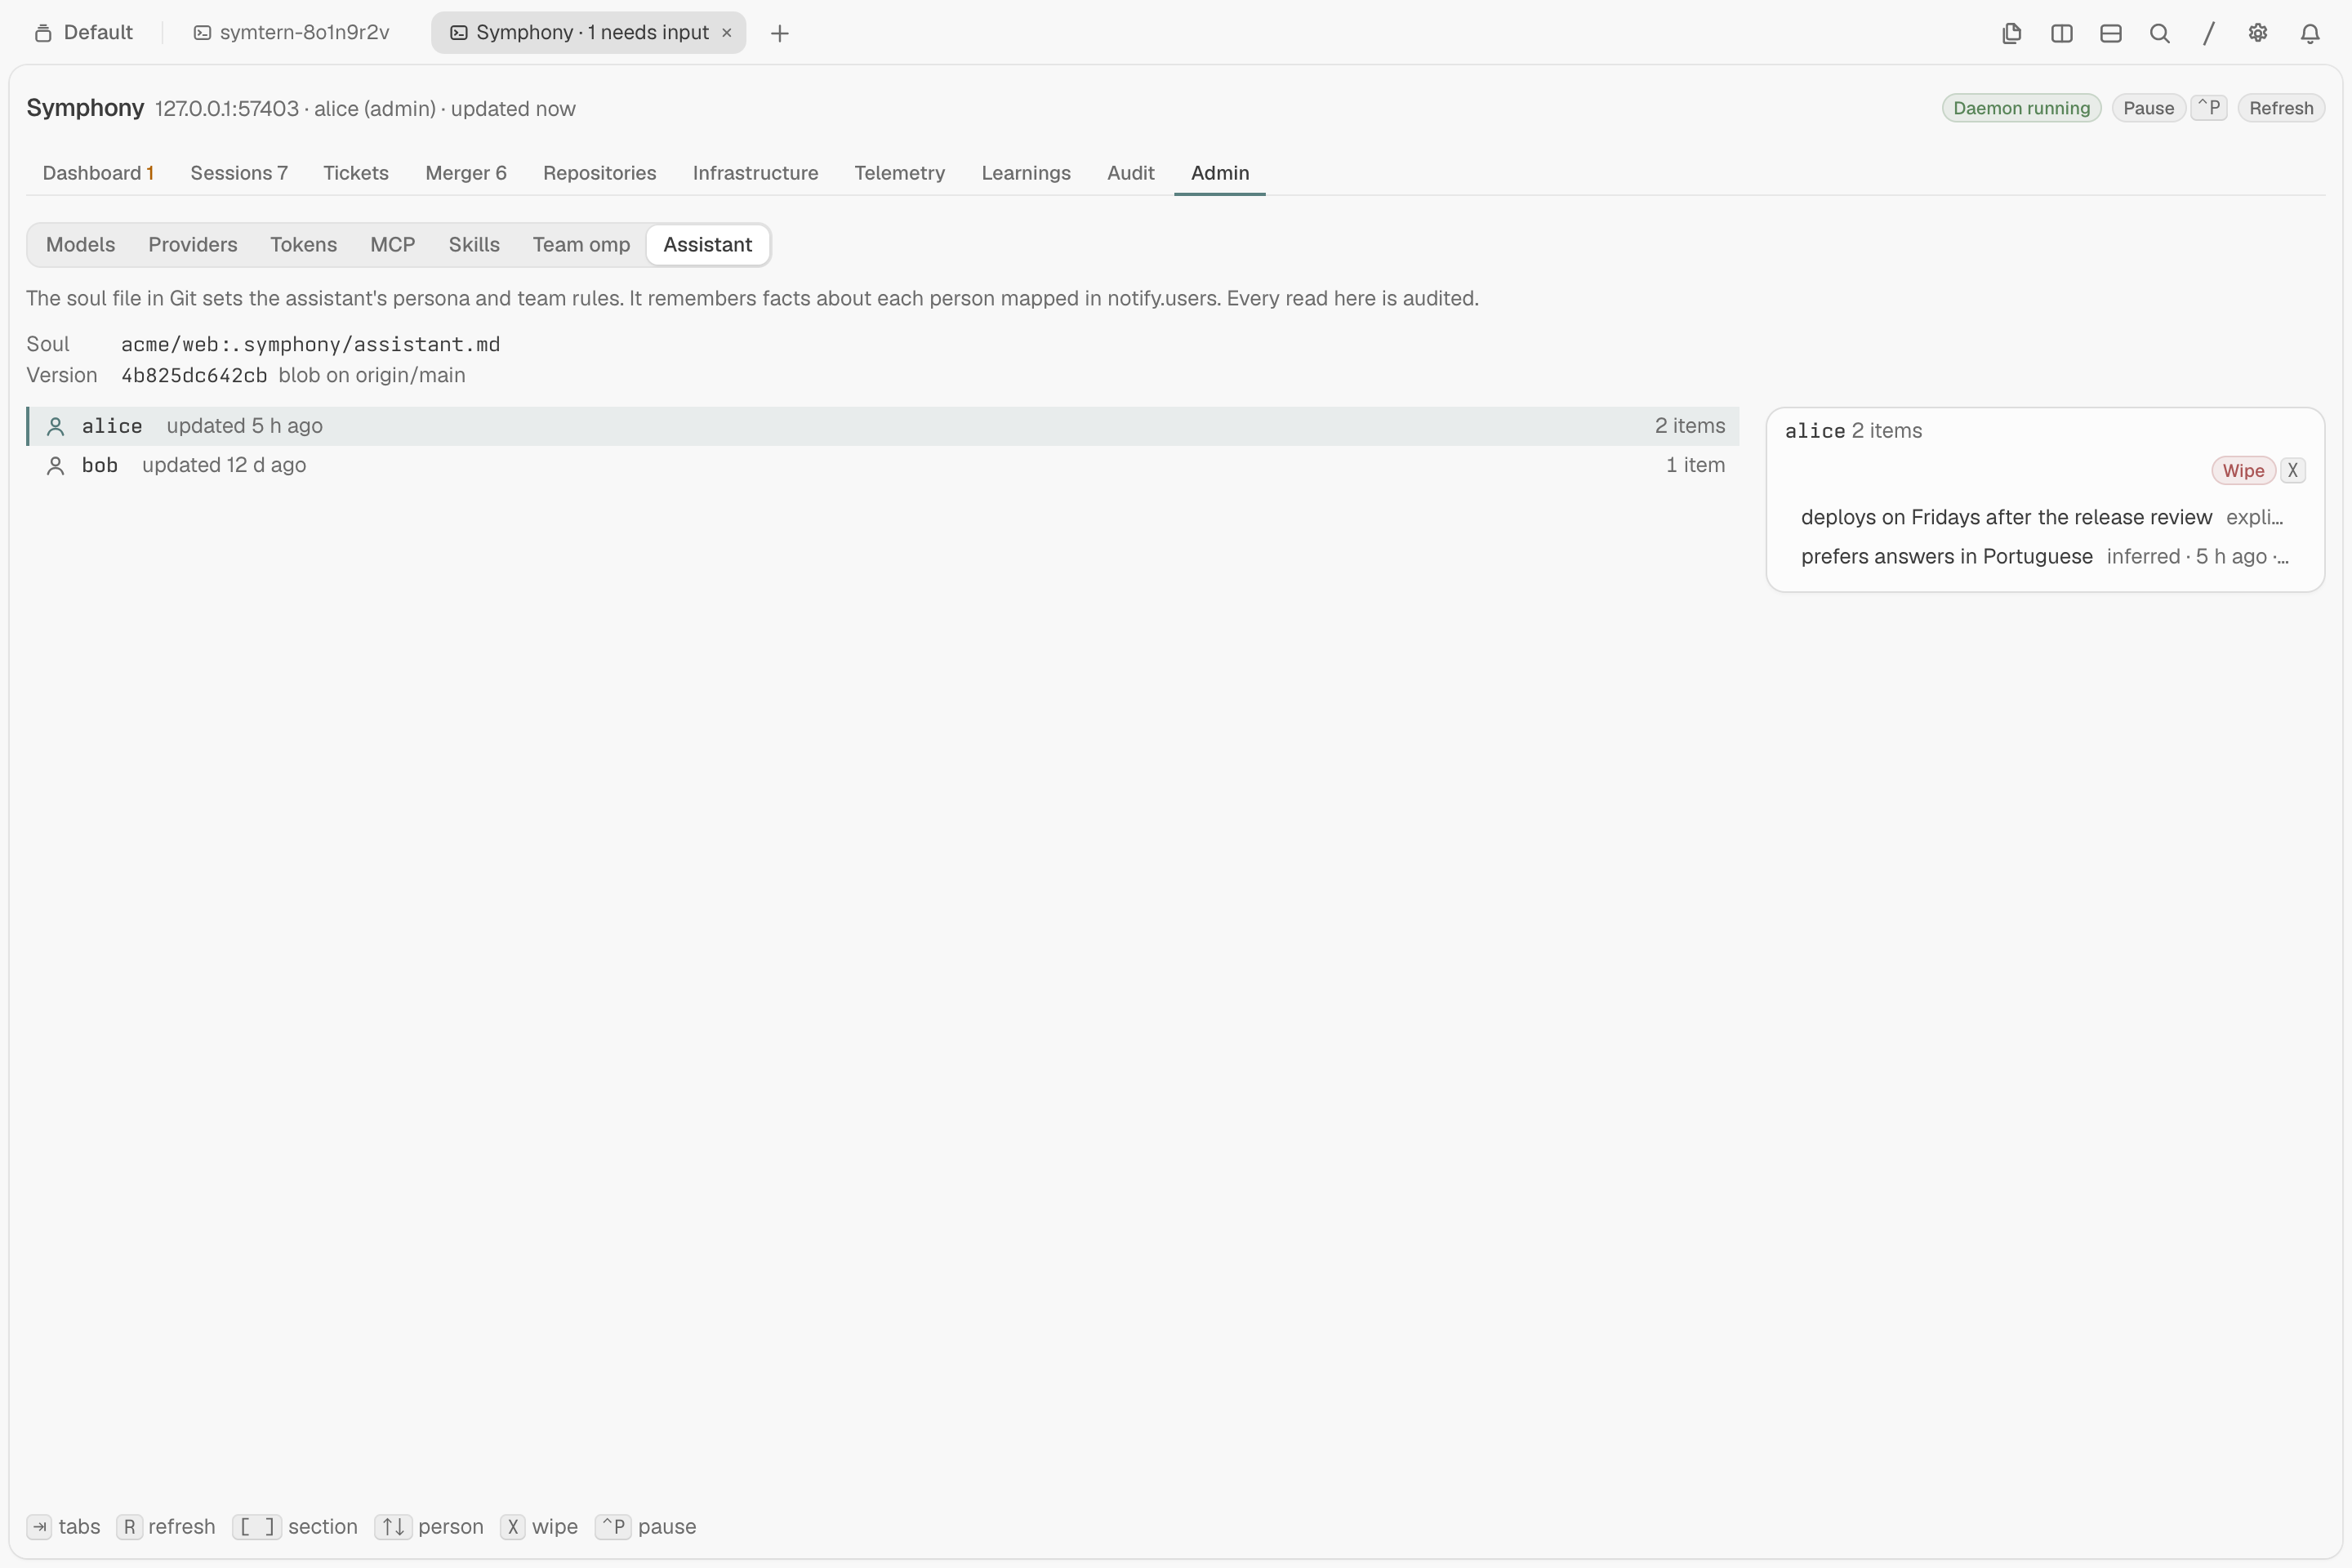 Default
symtern-8o1n9r2v
Symphony · 1 needs input ×
Symphony 127.0.0.1:57403 · alice (admin) · updated now
Daemon running Pause ^P Refresh
Dashboard 1 Sessions 7 Tickets Merger 6 Repositories Infrastructure Telemetry Learnings Audit Admin
Models Providers Tokens MCP Skills Team omp Assistant
The soul file in Git sets the assistant's persona and team rules. It remembers facts about each person mapped in notify.users. Every read here is audited.
Soul acme/web:.symphony/assistant.md
Version 4b825dc642cb blob on origin/main
alice updated 5 h ago 2 items
bob updated 12 d ago 1 item
alice 2 items
Wipe X
deploys on Fridays after the release review expli…
prefers answers in Portuguese inferred · 5 h ago ·…
⇥ tabs R refresh [ ] section ↑↓ person X wipe ^P pause